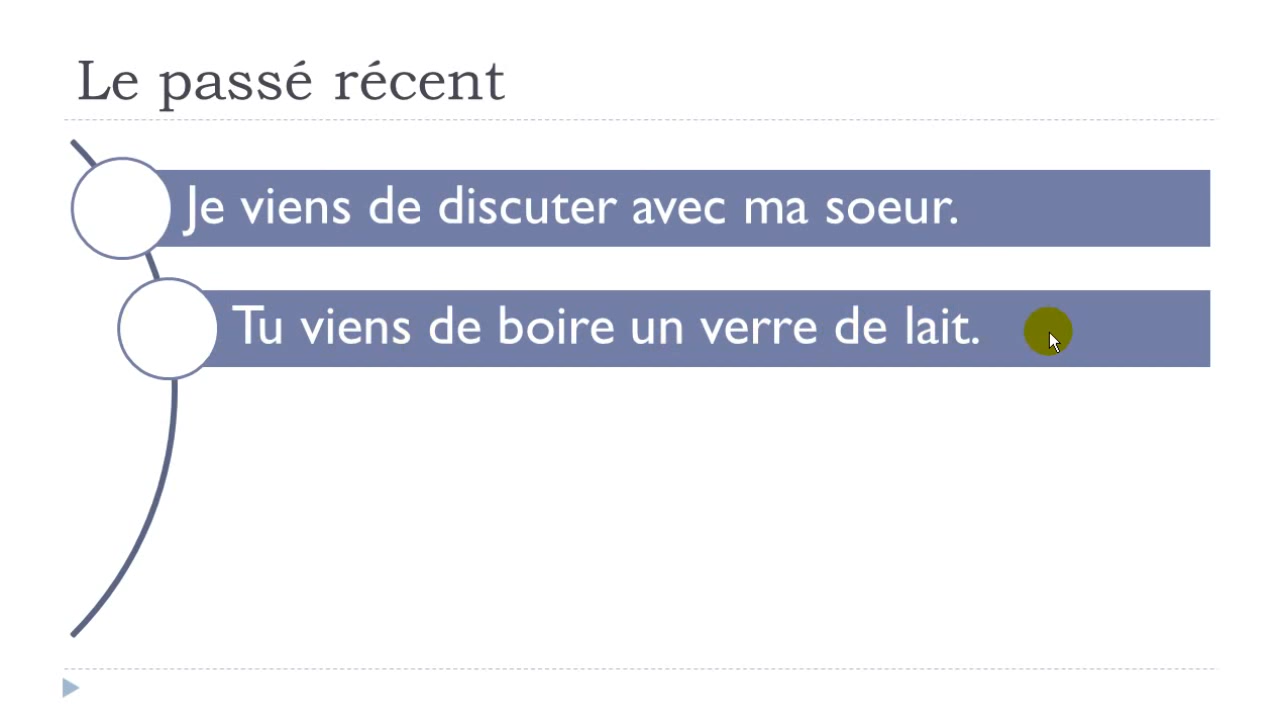 Le passé récent
Je viens de discuter avec ma soeur.
Tu viens de boire un verre de lait.